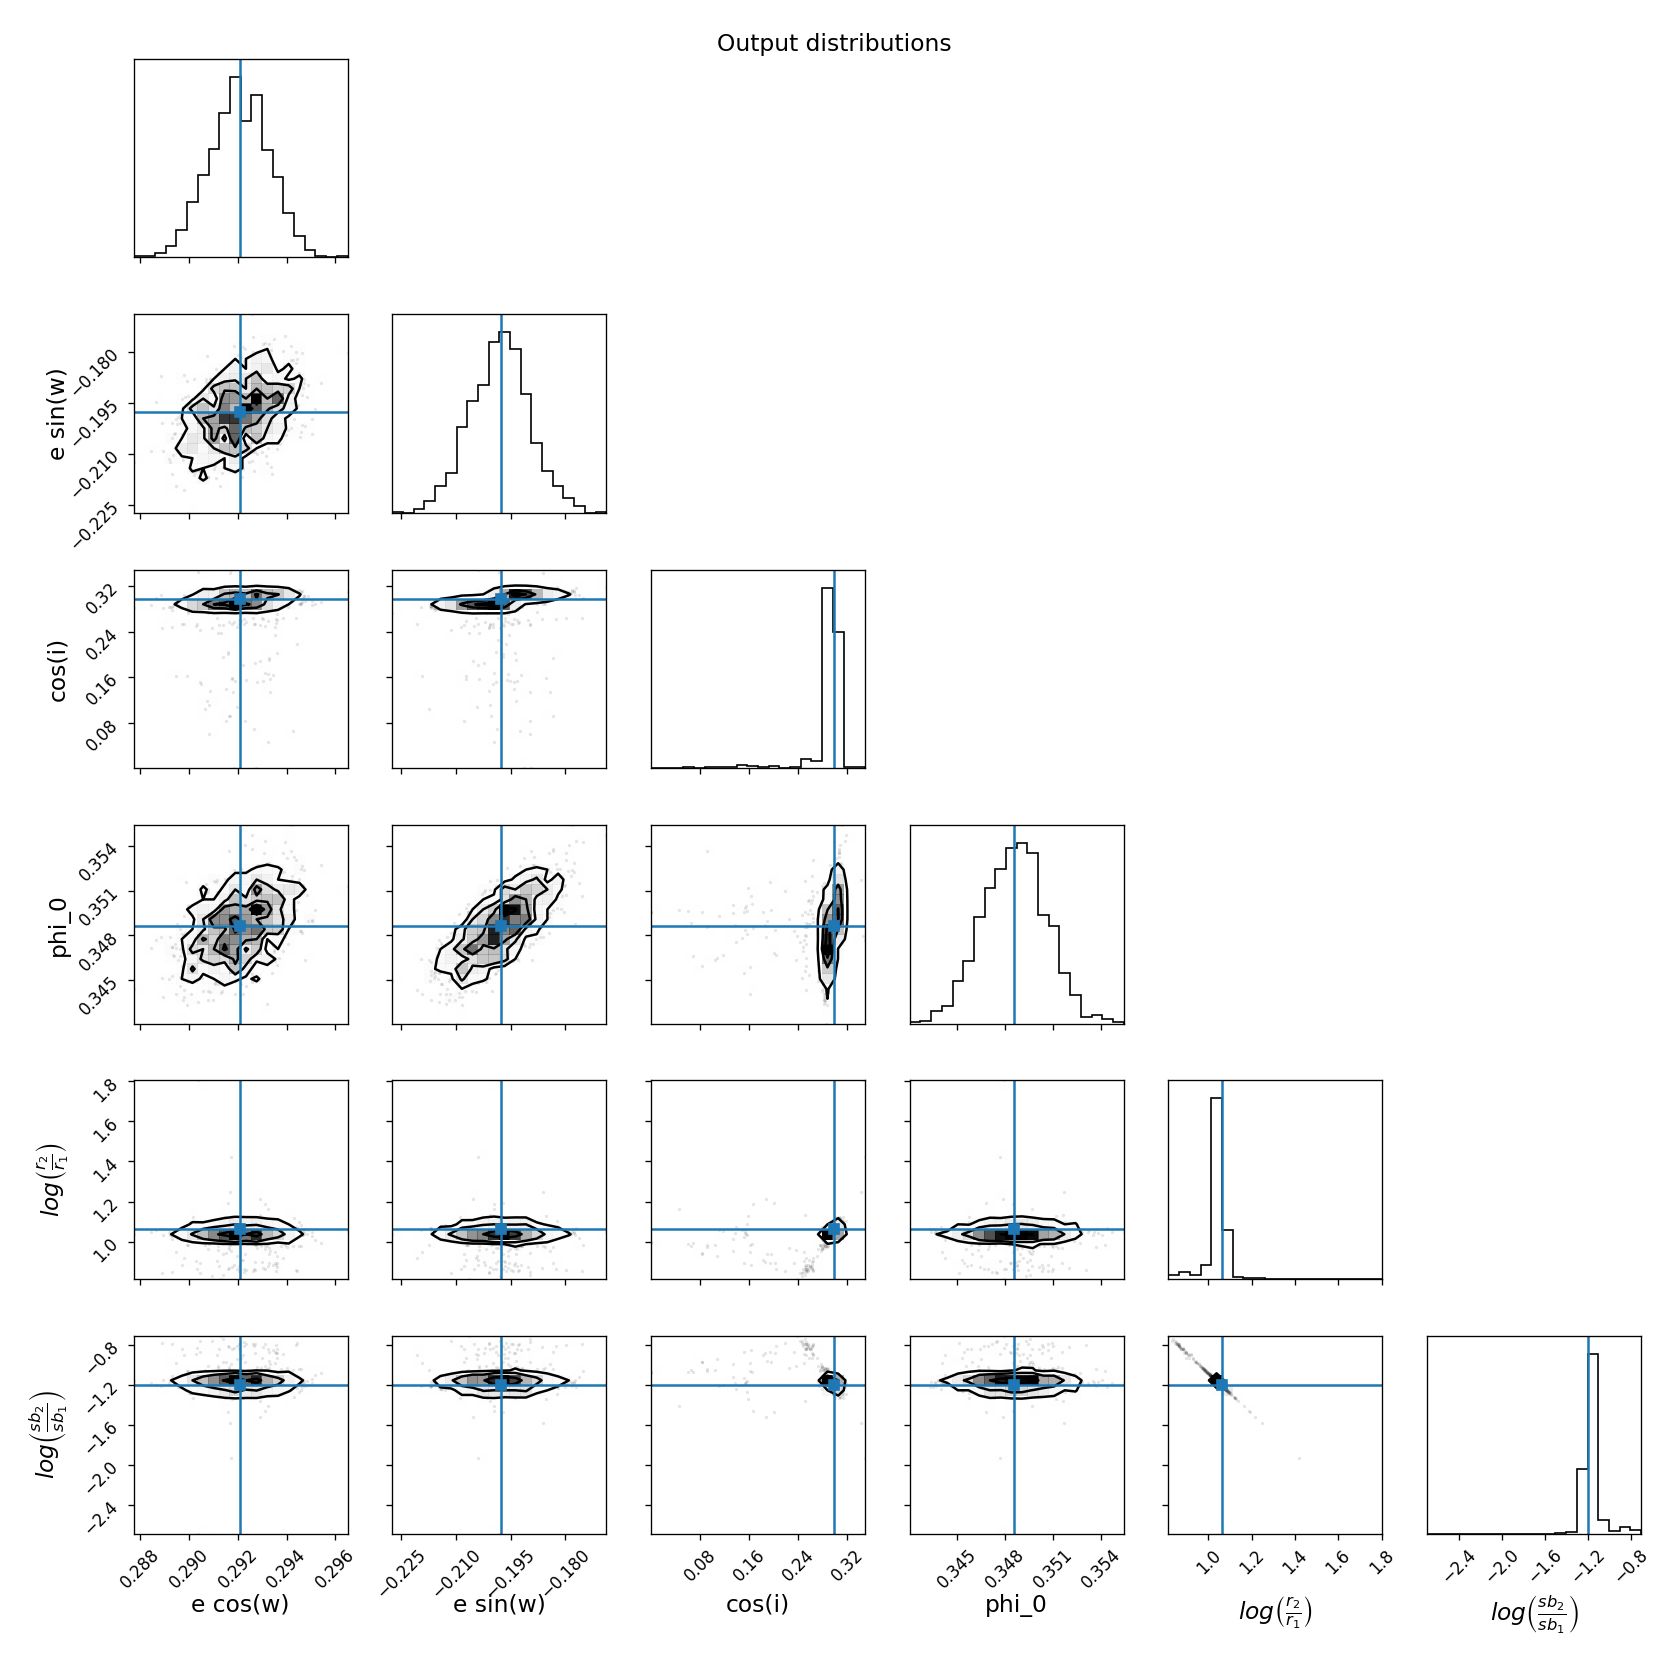 Output distributions
e sin(w)
−0.180
−0.195
−0.210
−0.225
cos(i)
0.32
0.24
0.16
0.08
phi_0
0.354
0.351
0.348
0.345
log(r2/r1)
1.8
1.6
1.4
1.2
1.0
log(sb2/sb1)
−0.8
−1.2
−1.6
−2.0
−2.4
0.288 0.290 0.292 0.294 0.296
−0.225 −0.210 −0.195 −0.180
0.08 0.16 0.24 0.32
0.345 0.348 0.351 0.354
1.0 1.2 1.4 1.6 1.8
−2.4 −2.0 −1.6 −1.2 −0.8
e cos(w)
e sin(w)
cos(i)
phi_0
log(r2/r1)
log(sb2/sb1)